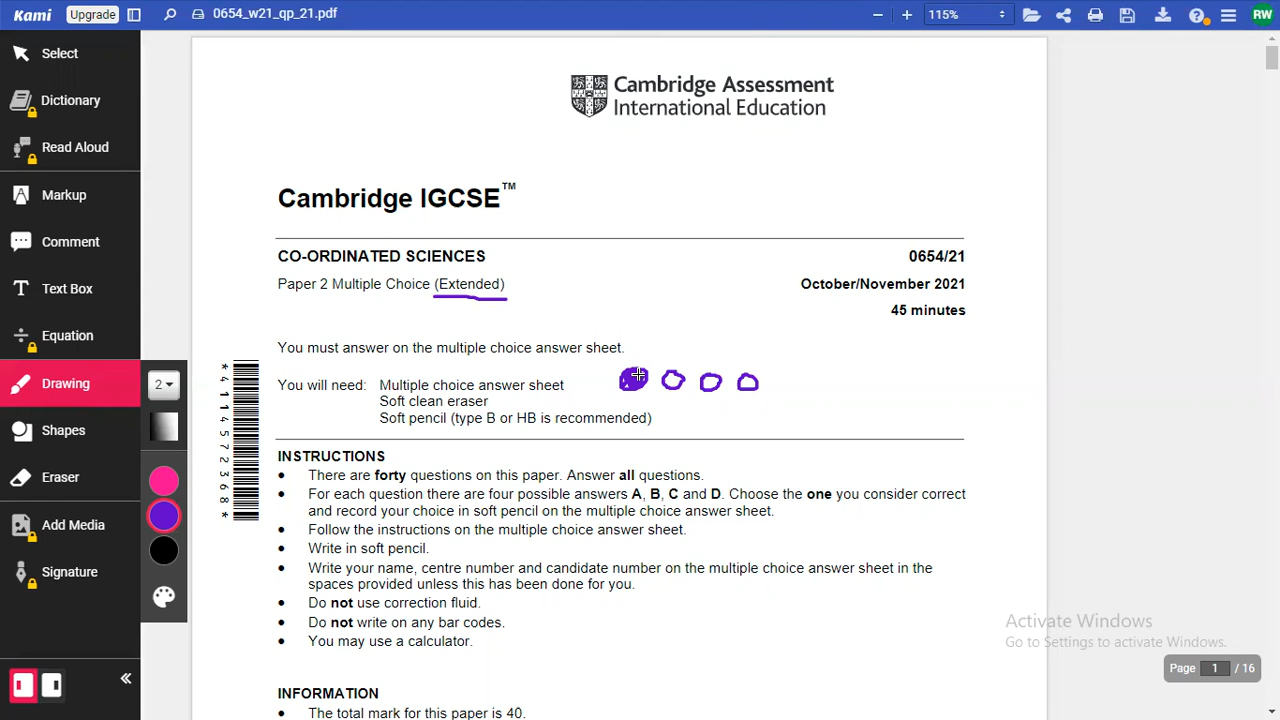 Kami
Upgrade
0654_w21_qp_21.pdf
115%
RW
Select
Dictionary
Read Aloud
Markup
Comment
Text Box
Equation
Drawing
Shapes
Eraser
Add Media
Signature
2
Cambridge Assessment
International Education
Cambridge IGCSE™
CO-ORDINATED SCIENCES 0654/21
Paper 2 Multiple Choice (Extended) October/November 2021
45 minutes
You must answer on the multiple choice answer sheet.
You will need: Multiple choice answer sheet
Soft clean eraser
Soft pencil (type B or HB is recommended)
*4114572368*
INSTRUCTIONS
• There are forty questions on this paper. Answer all questions.
• For each question there are four possible answers A, B, C and D. Choose the one you consider correct
and record your choice in soft pencil on the multiple choice answer sheet.
• Follow the instructions on the multiple choice answer sheet.
• Write in soft pencil.
• Write your name, centre number and candidate number on the multiple choice answer sheet in the
spaces provided unless this has been done for you.
• Do not use correction fluid.
• Do not write on any bar codes.
• You may use a calculator.
INFORMATION
• The total mark for this paper is 40.
Activate Windows
Go to Settings to activate Windows.
Page 1 / 16